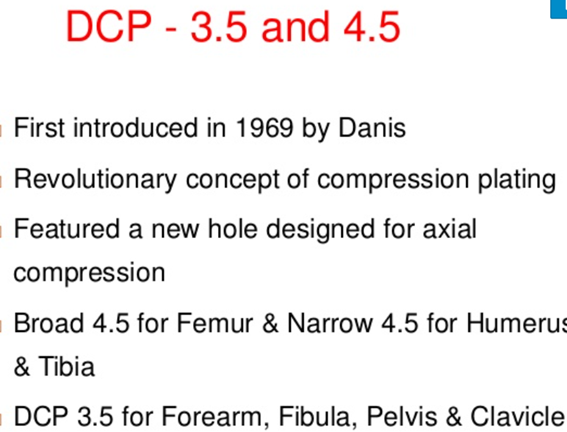 DCP - 3.5 and 4.5
First introduced in 1969 by Danis
Revolutionary concept of compression plating
Featured a new hole designed for axial
compression
Broad 4.5 for Femur & Narrow 4.5 for Humerus
& Tibia
DCP 3.5 for Forearm, Fibula, Pelvis & Clavicle